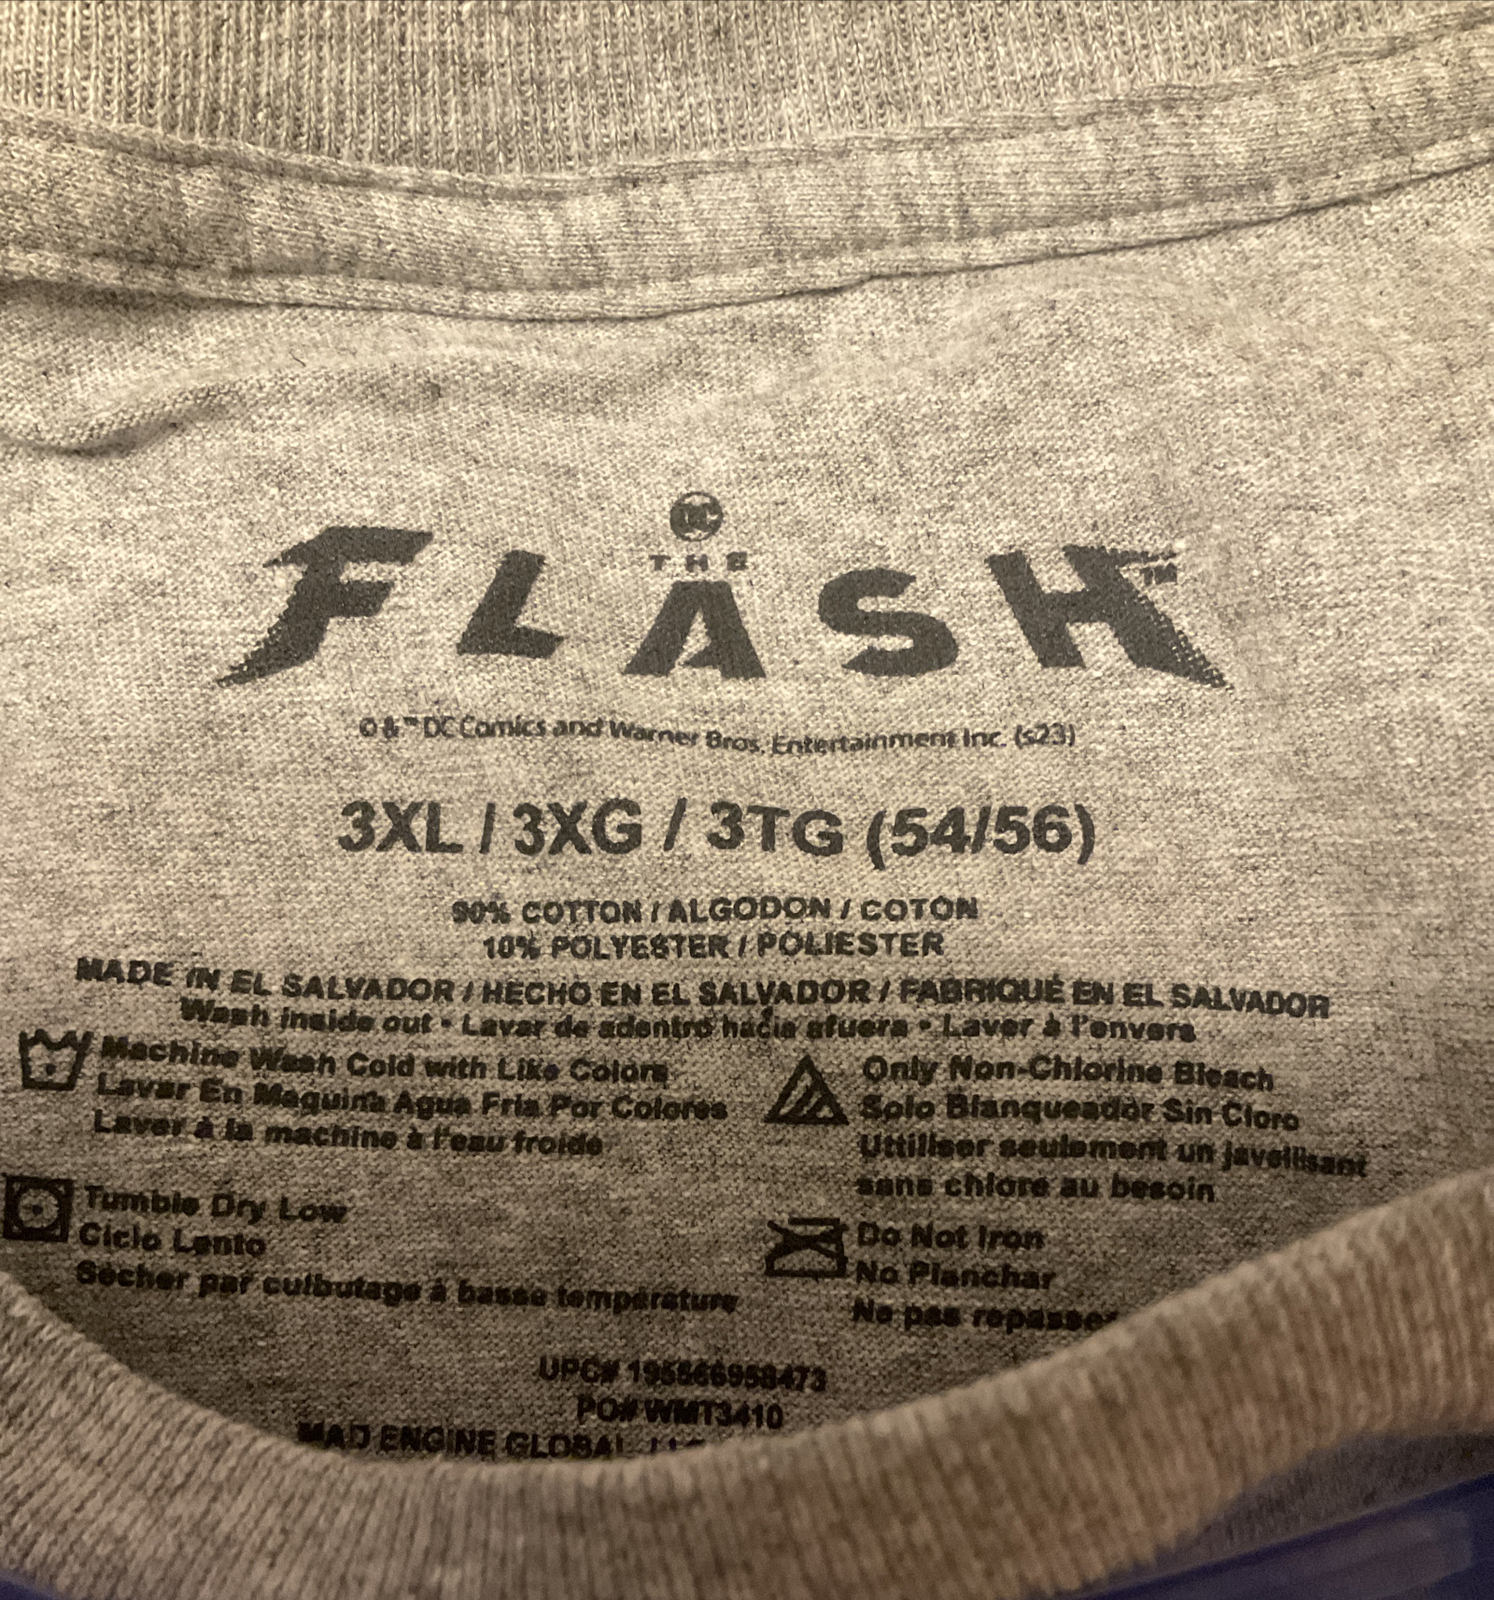 DC
THE
FLASH™
© & ™ DC Comics and Warner Bros. Entertainment Inc. (s23)
3XL / 3XG / 3TG (54/56)
90% COTTON / ALGODON / COTON
10% POLYESTER / POLIESTER
MADE IN EL SALVADOR / HECHO EN EL SALVADOR / FABRIQUÉ EN EL SALVADOR
Wash inside out • Lavar de adentro hacia afuera • Laver à l'envers
Machine Wash Cold with Like Colors
Lavar En Maquina Agua Fria Por Colores
Laver à la machine à l'eau froide
Only Non-Chlorine Bleach
Solo Blanqueador Sin Cloro
Uttiliser seulement un javellisant
sans chlore au besoin
Tumble Dry Low
Ciclo Lento
Sécher par culbutage à basse température
Do Not Iron
No Planchar
Ne pas repasser
UPC# 195866958473
PO# WMT3410
MAD ENGINE GLOBAL, LLC